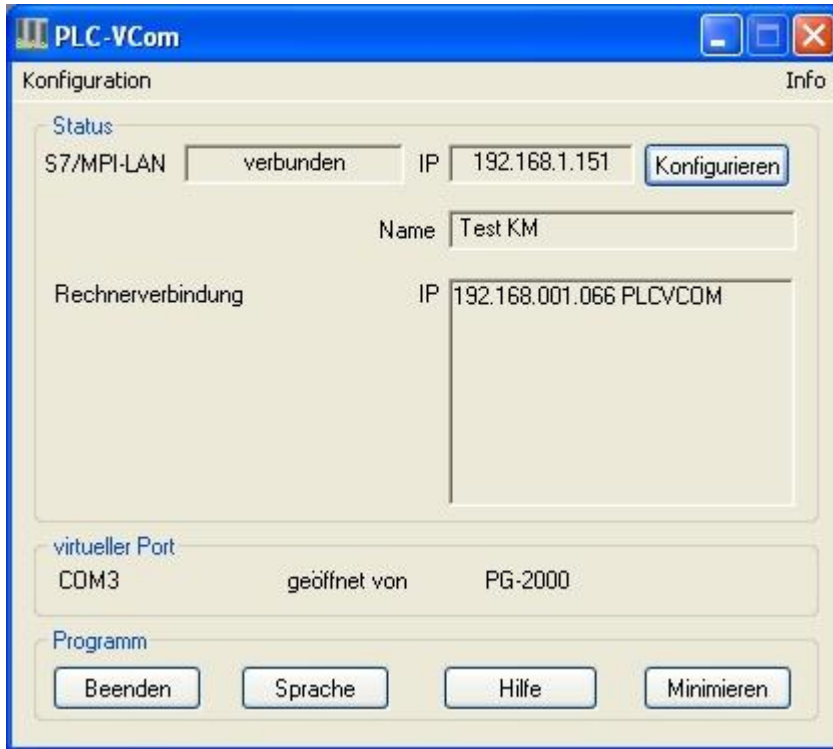 PLC-VCom
Konfiguration Info
Status
S7/MPI-LAN verbunden IP 192.168.1.151 Konfigurieren
Name Test KM
Rechnerverbindung IP 192.168.001.066 PLCVCOM
virtueller Port
COM3 geöffnet von PG-2000
Programm
Beenden Sprache Hilfe Minimieren